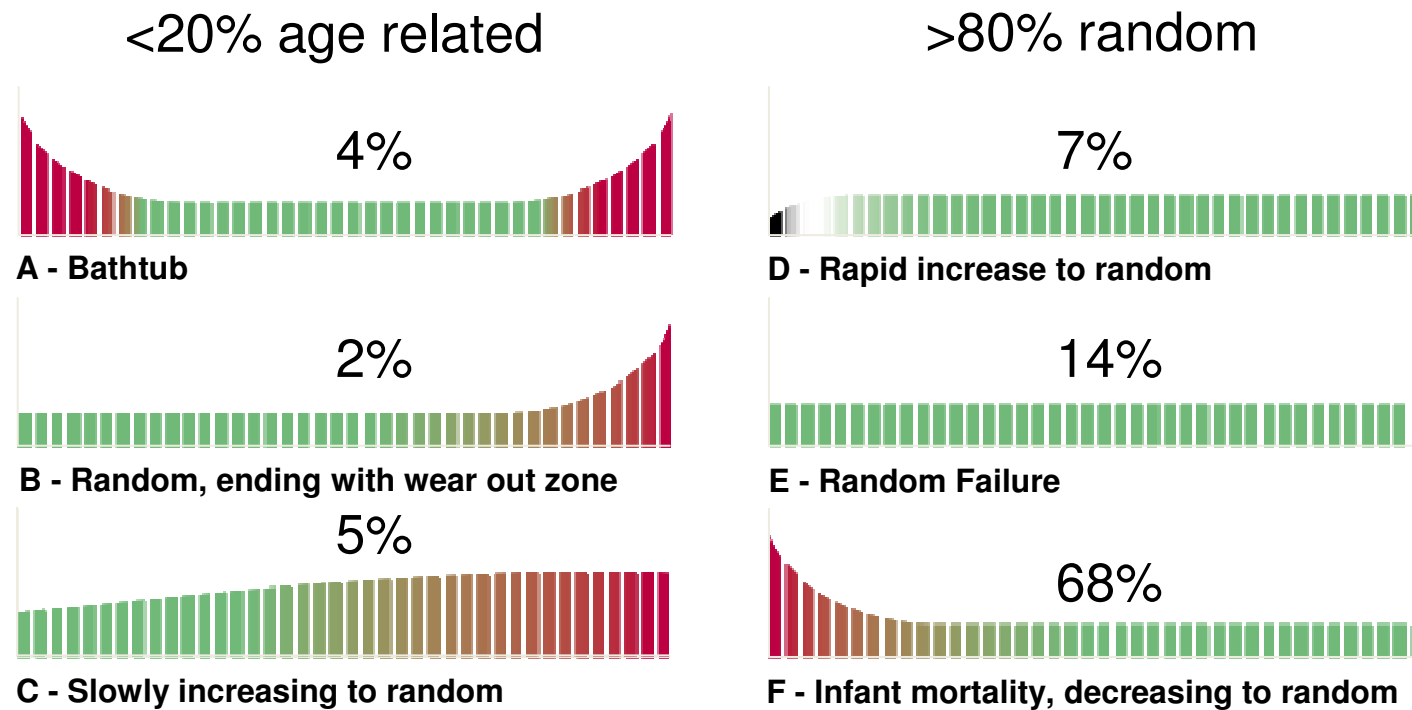 <20% age related
4%
A - Bathtub
2%
B - Random, ending with wear out zone
5%
C - Slowly increasing to random
>80% random
7%
D - Rapid increase to random
14%
E - Random Failure
68%
F - Infant mortality, decreasing to random